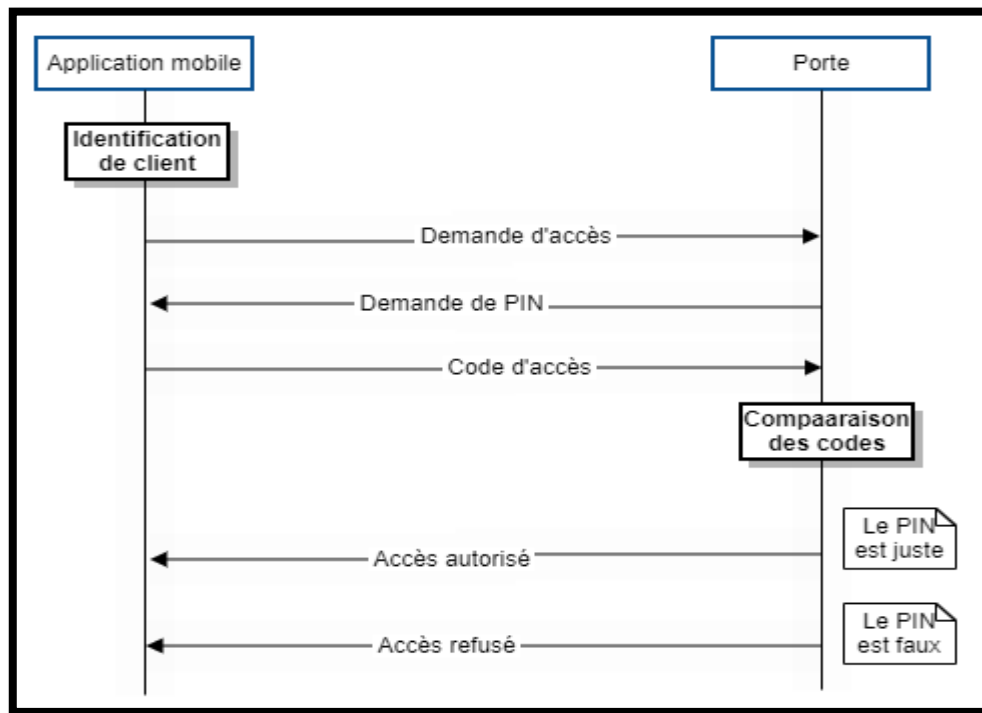 Application mobile
Porte
Identification
de client
Demande d'accès
Demande de PIN
Code d'accès
Compaaraison
des codes
Le PIN
est juste
Accès autorisé
Le PIN
est faux
Accès refusé